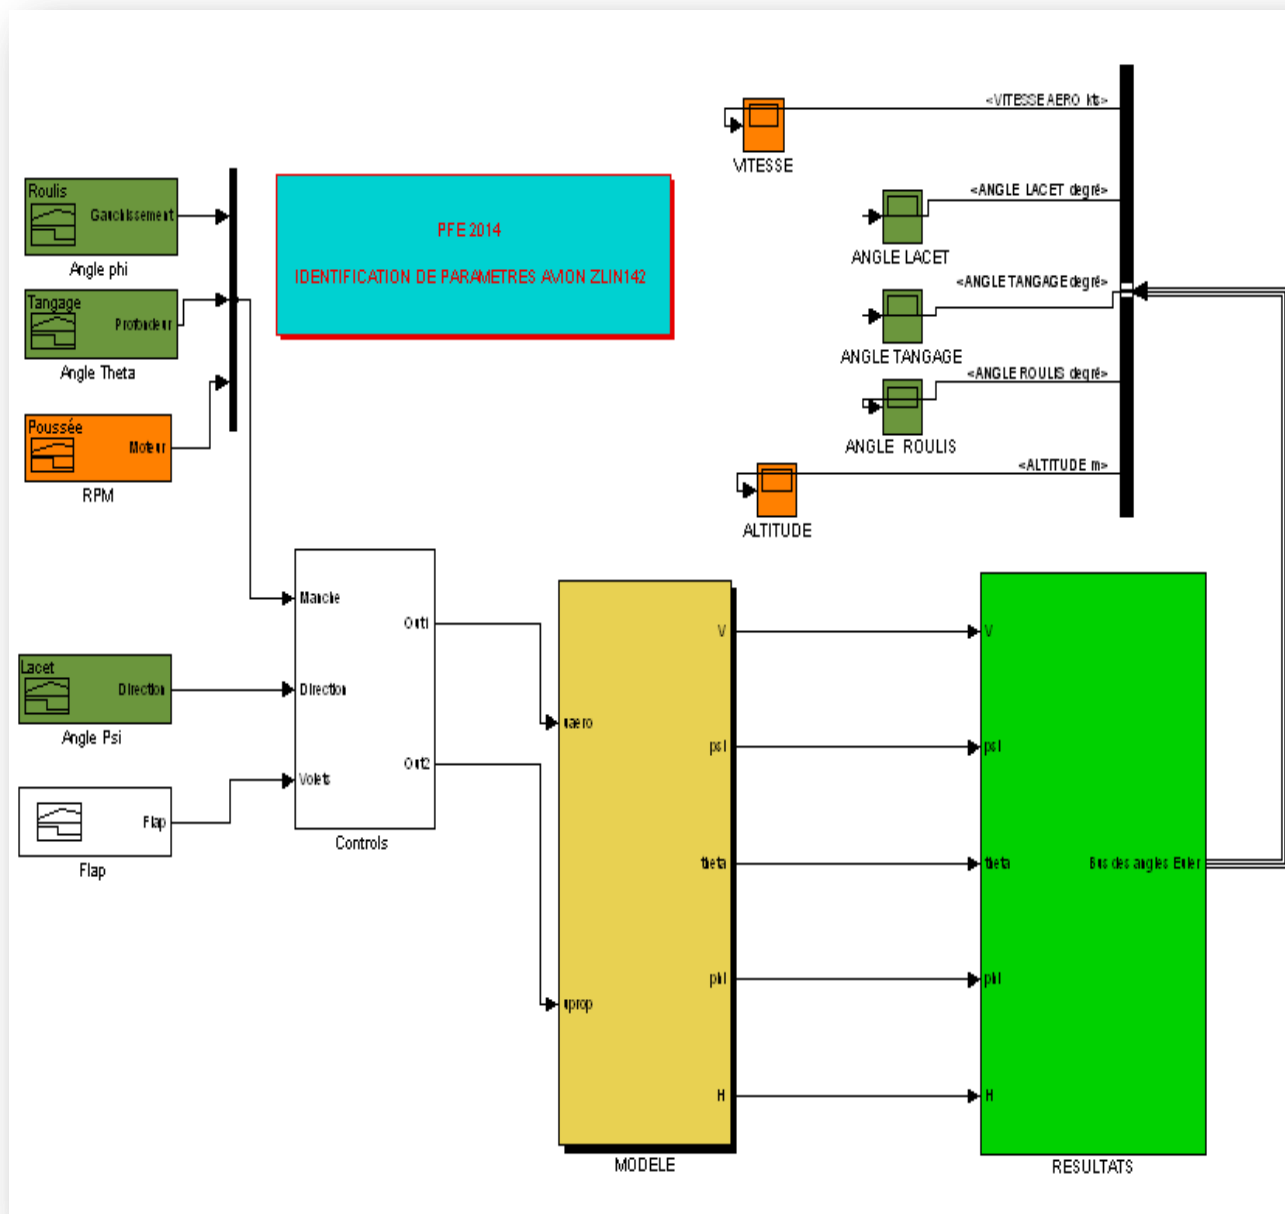 Roulis
Gauchissement
Angle phi
Tangage
Profondeur
Angle Theta
Poussée
Moteur
RPM
PFE 2014
IDENTIFICATION DE PARAMETRES AVION ZLIN142
<VITESSE AERO kts>
VITESSE
<ANGLE LACET degré>
ANGLE LACET
<ANGLE TANGAGE degré>
ANGLE TANGAGE
<ANGLE ROULIS degré>
ANGLE ROULIS
<ALTITUDE m>
ALTITUDE
Lacet
Direction
Angle Psi
Flap
Flap
Manche
Direction
Volets
Out1
Out2
Controls
uaero
uprop
V
psi
theta
phi
H
MODELE
V
psi
theta
phi
H
Bus des angles Euler
RESULTATS